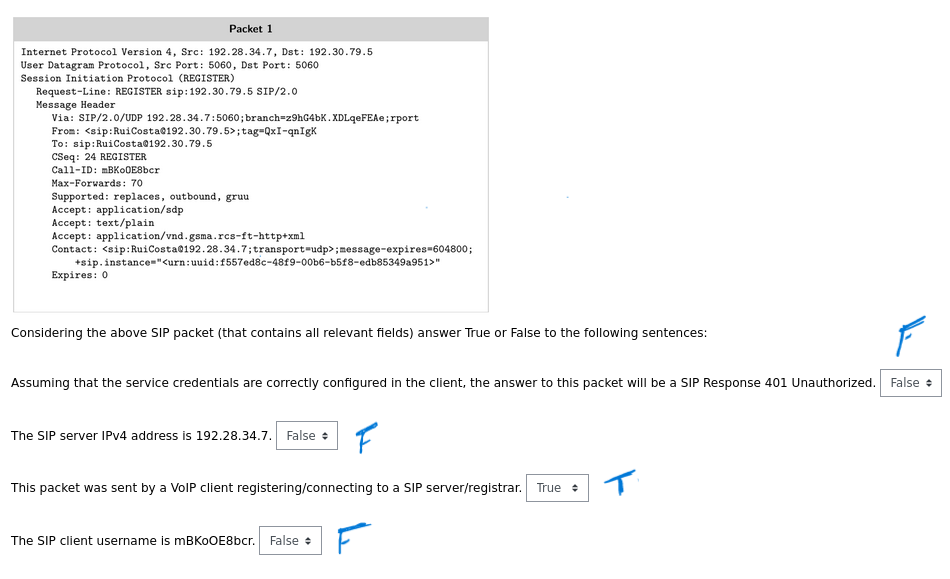 Packet 1
Internet Protocol Version 4, Src: 192.28.34.7, Dst: 192.30.79.5
User Datagram Protocol, Src Port: 5060, Dst Port: 5060
Session Initiation Protocol (REGISTER)
Request-Line: REGISTER sip:192.30.79.5 SIP/2.0
Message Header
Via: SIP/2.0/UDP 192.28.34.7:5060;branch=z9hG4bK.XDLqeFEAe;rport
From: <sip:RuiCosta@192.30.79.5>;tag=QxI-qnIgK
To: sip:RuiCosta@192.30.79.5
CSeq: 24 REGISTER
Call-ID: mBKoOE8bcr
Max-Forwards: 70
Supported: replaces, outbound, gruu
Accept: application/sdp
Accept: text/plain
Accept: application/vnd.gsma.rcs-ft-http+xml
Contact: <sip:RuiCosta@192.28.34.7;transport=udp>;message-expires=604800;
+sip.instance="<urn:uuid:f557ed8c-48f9-00b6-b5f8-edb85349a951>"
Expires: 0
Considering the above SIP packet (that contains all relevant fields) answer True or False to the following sentences:
F
Assuming that the service credentials are correctly configured in the client, the answer to this packet will be a SIP Response 401 Unauthorized. False
The SIP server IPv4 address is 192.28.34.7. False F
This packet was sent by a VoIP client registering/connecting to a SIP server/registrar. True T
The SIP client username is mBKoOE8bcr. False F